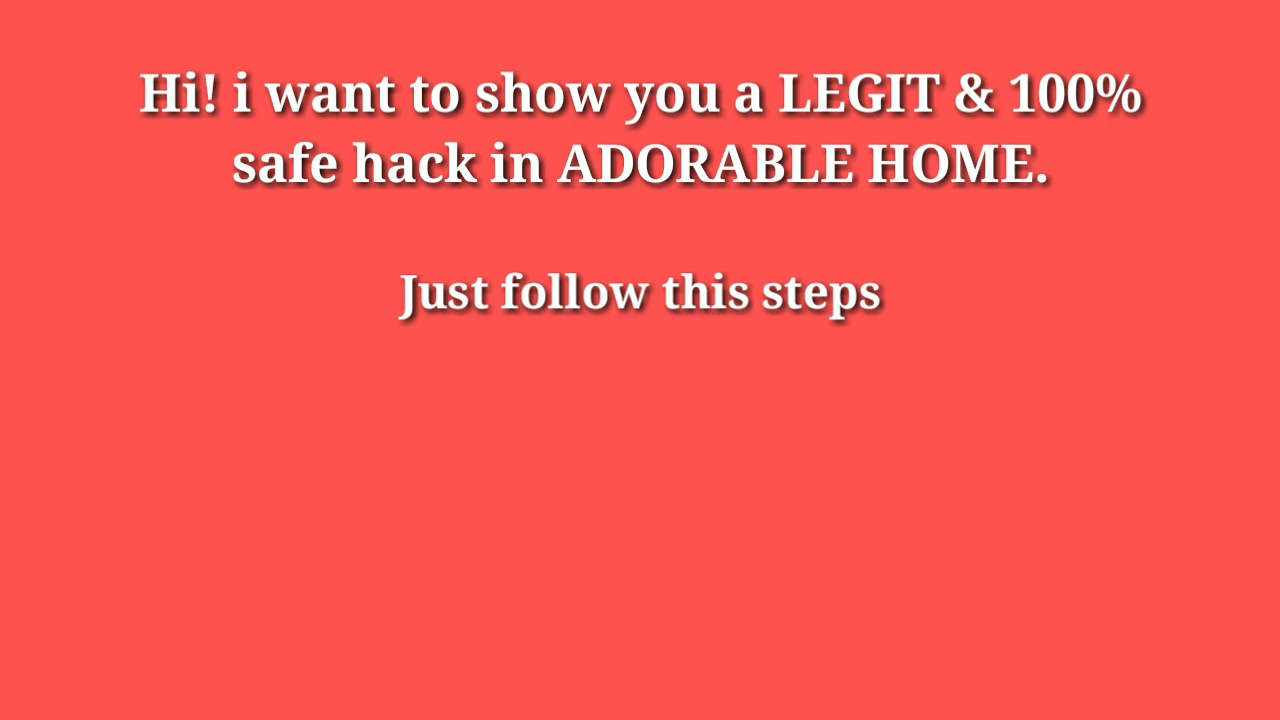 Hi! i want to show you a LEGIT & 100%
safe hack in ADORABLE HOME.
Just follow this steps